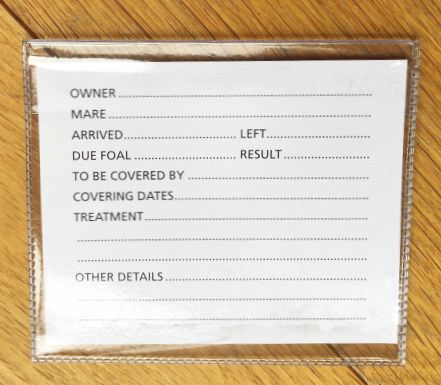 OWNER
MARE
ARRIVED LEFT
DUE FOAL RESULT
TO BE COVERED BY
COVERING DATES
TREATMENT
OTHER DETAILS